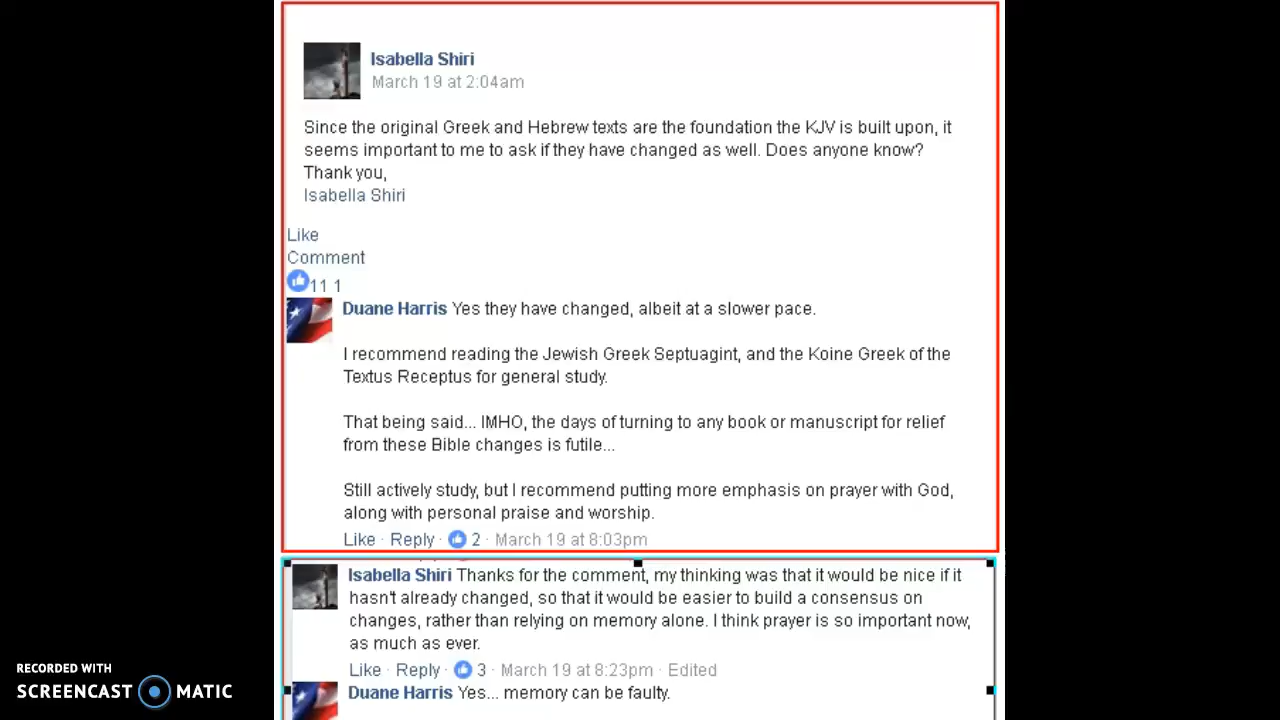 Isabella Shiri
March 19 at 2:04am
Since the original Greek and Hebrew texts are the foundation the KJV is built upon, it
seems important to me to ask if they have changed as well. Does anyone know?
Thank you,
Isabella Shiri
Like
Comment
11 1
Duane Harris Yes they have changed, albeit at a slower pace.
I recommend reading the Jewish Greek Septuagint, and the Koine Greek of the
Textus Receptus for general study.
That being said... IMHO, the days of turning to any book or manuscript for relief
from these Bible changes is futile...
Still actively study, but I recommend putting more emphasis on prayer with God,
along with personal praise and worship.
Like · Reply · 2 · March 19 at 8:03pm
Isabella Shiri Thanks for the comment, my thinking was that it would be nice if it
hasn't already changed, so that it would be easier to build a consensus on
changes, rather than relying on memory alone. I think prayer is so important now,
as much as ever.
Like · Reply · 3 · March 19 at 8:23pm · Edited
Duane Harris Yes... memory can be faulty.
RECORDED WITH
SCREENCAST MATIC